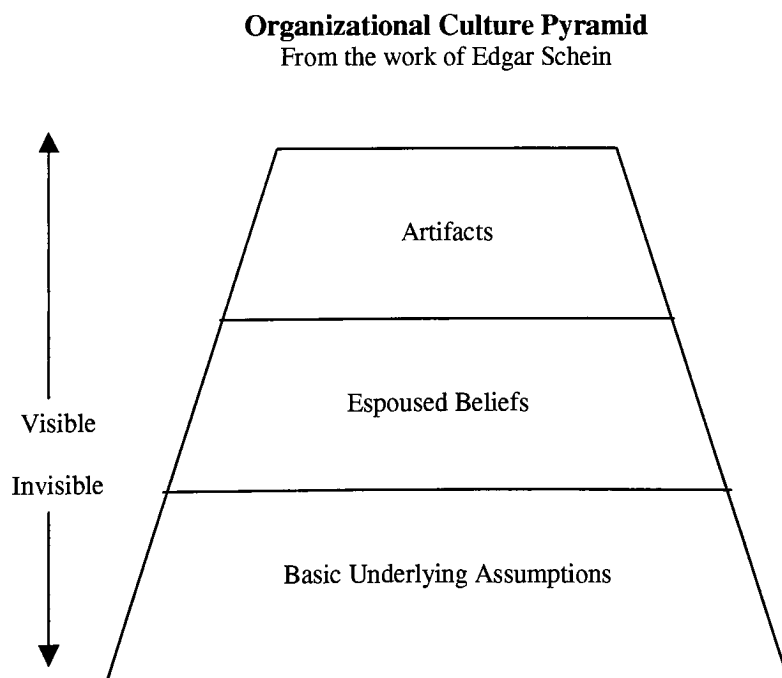 Organizational Culture Pyramid
From the work of Edgar Schein
Artifacts
Espoused Beliefs
Visible
Invisible
Basic Underlying Assumptions